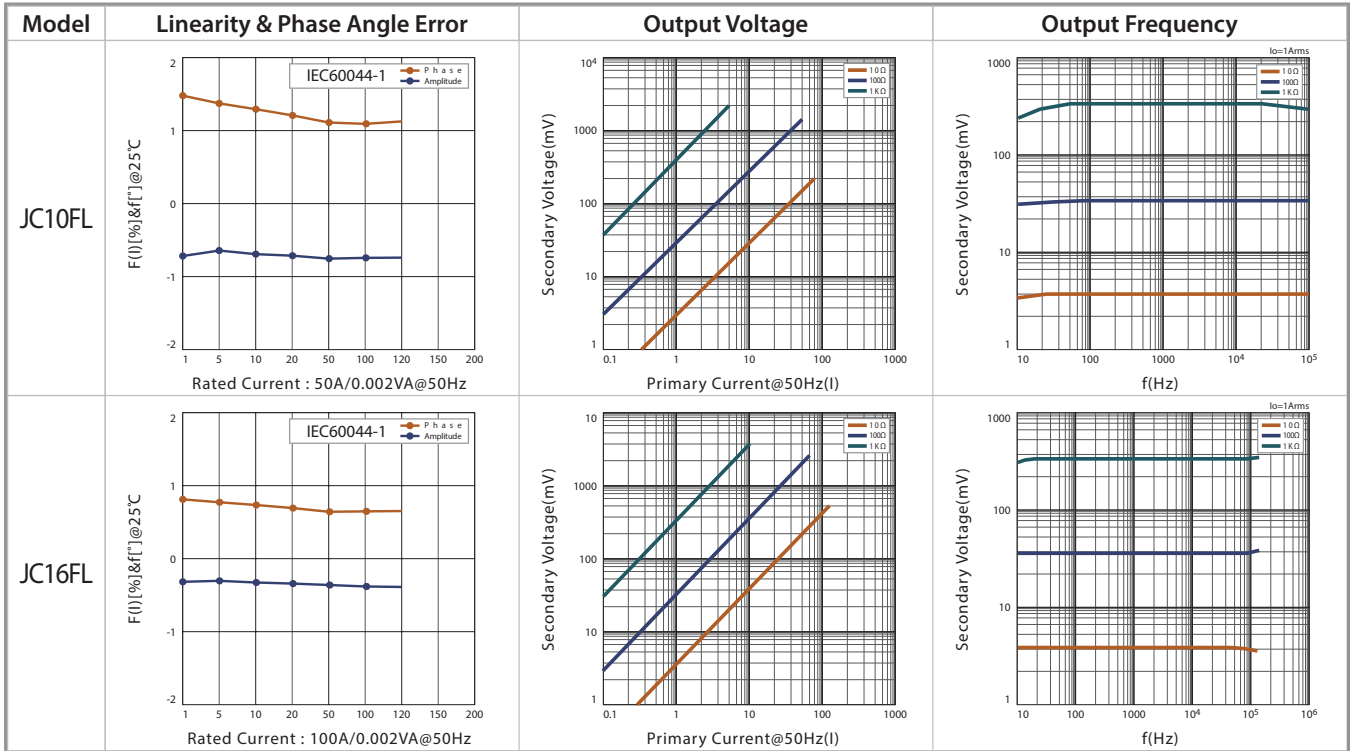 Model Linearity & Phase Angle Error Output Voltage Output Frequency
JC10FL
F(I)[%]&f[°]@25℃
2
1
0
-1
-2
IEC60044-1
Phase
Amplitude
1 5 10 20 50 100 120 150 200
Rated Current : 50A/0.002VA@50Hz
Secondary Voltage(mV)
10⁴
1000
100
10
1
10Ω
100Ω
1KΩ
0.1 1 10 100 1000
Primary Current@50Hz(I)
Io=1Arms
Secondary Voltage(mV)
1000
100
10
1
10Ω
100Ω
1KΩ
10 100 1000 10⁴ 10⁵
f(Hz)
JC16FL
F(I)[%]&f[°]@25℃
2
1
0
-1
-2
IEC60044-1
Phase
Amplitude
1 5 10 20 50 100 120 150 200
Rated Current : 100A/0.002VA@50Hz
Secondary Voltage(mV)
10
1000
100
10
1
10Ω
100Ω
1KΩ
0.1 1 10 100 1000
Primary Current@50Hz(I)
Io=1Arms
Secondary Voltage(mV)
1000
100
10
1
10Ω
100Ω
1KΩ
10 100 1000 10⁴ 10⁵ 10⁶
f(Hz)